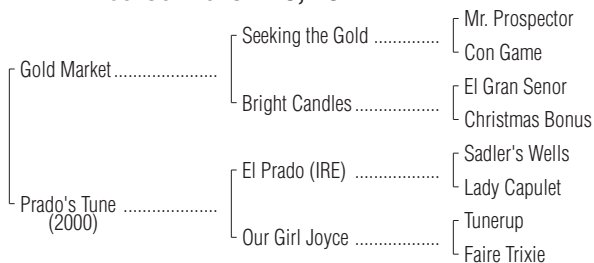 Mr. Prospector
Seeking the Gold ..............
Con Game
Gold Market......................
El Gran Senor
Bright Candles..................
Christmas Bonus
Sadler's Wells
El Prado (IRE) ..................
Lady Capulet
Prado's Tune ....................
(2000)
Tunerup
Our Girl Joyce ..................
Faire Trixie